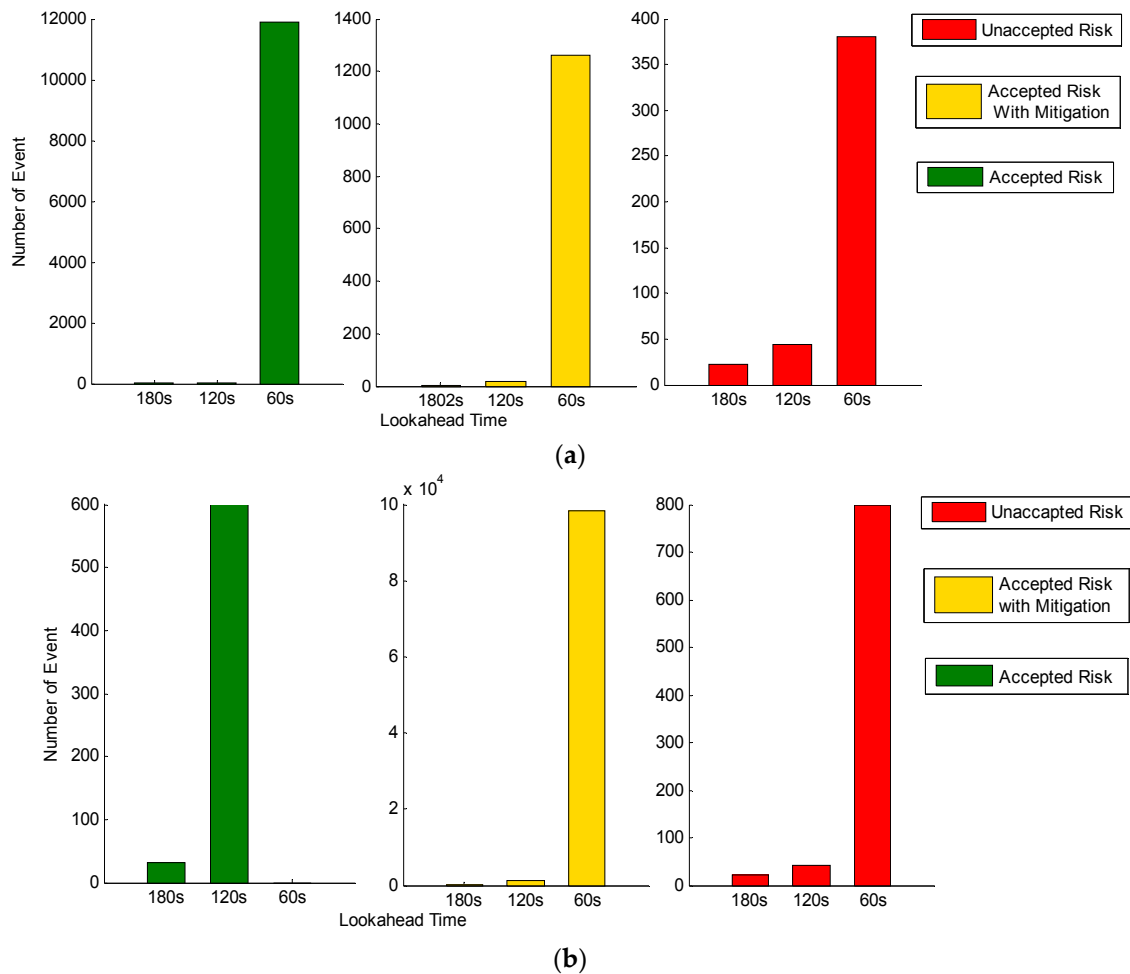 12000
10000
8000
6000
4000
2000
0
Number of Event
180s 120s 60s
1400
1200
1000
800
600
400
200
0
1802s 120s 60s
Lookahead Time
400
350
300
250
200
150
100
50
0
180s 120s 60s
Unaccepted Risk
Accepted Risk
With Mitigation
Accepted Risk
(a)
600
500
400
300
200
100
0
Number of Event
180s 120s 60s
x 10^4
10
8
6
4
2
0
180s 120s 60s
Lookahead Time
800
700
600
500
400
300
200
100
0
180s 120s 60s
Unaccapted Risk
Accepted Risk
with Mitigation
Accepted Risk
(b)